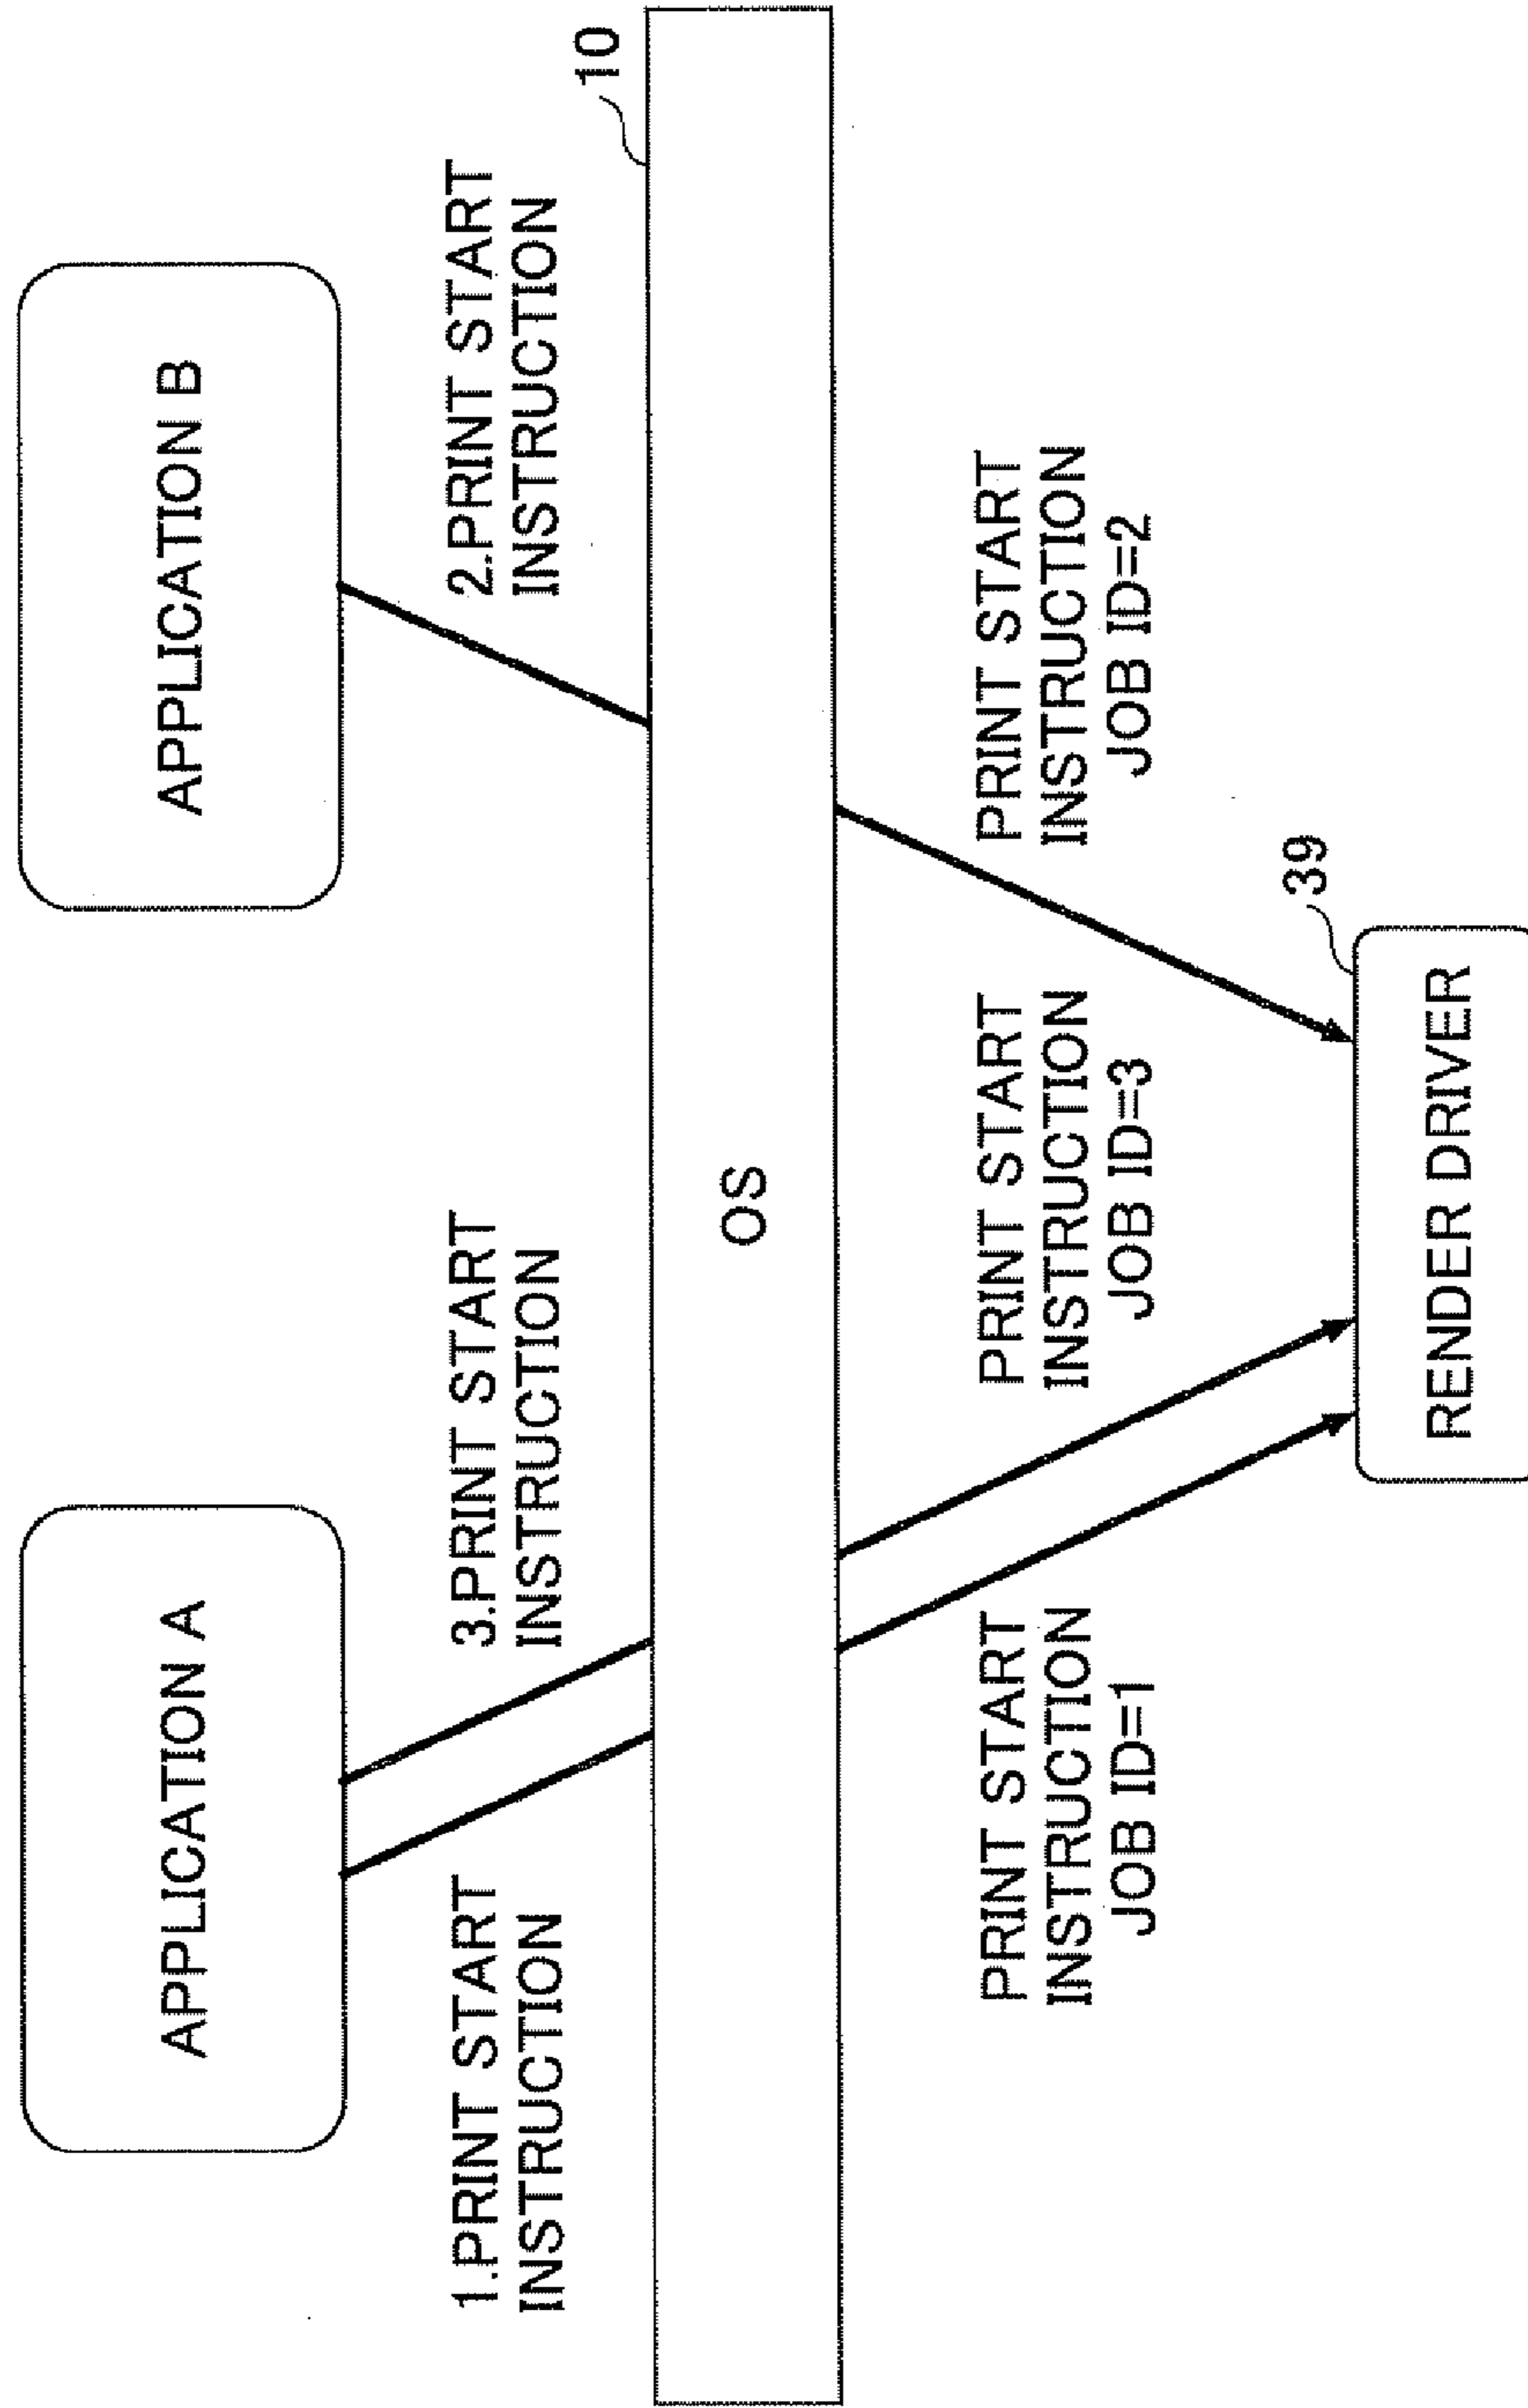 APPLICATION A
APPLICATION B
1.PRINT START
INSTRUCTION
3.PRINT START
INSTRUCTION
2.PRINT START
INSTRUCTION
10
OS
PRINT START
INSTRUCTION
JOB ID=1
PRINT START
INSTRUCTION
JOB ID=3
PRINT START
INSTRUCTION
JOB ID=2
39
RENDER DRIVER